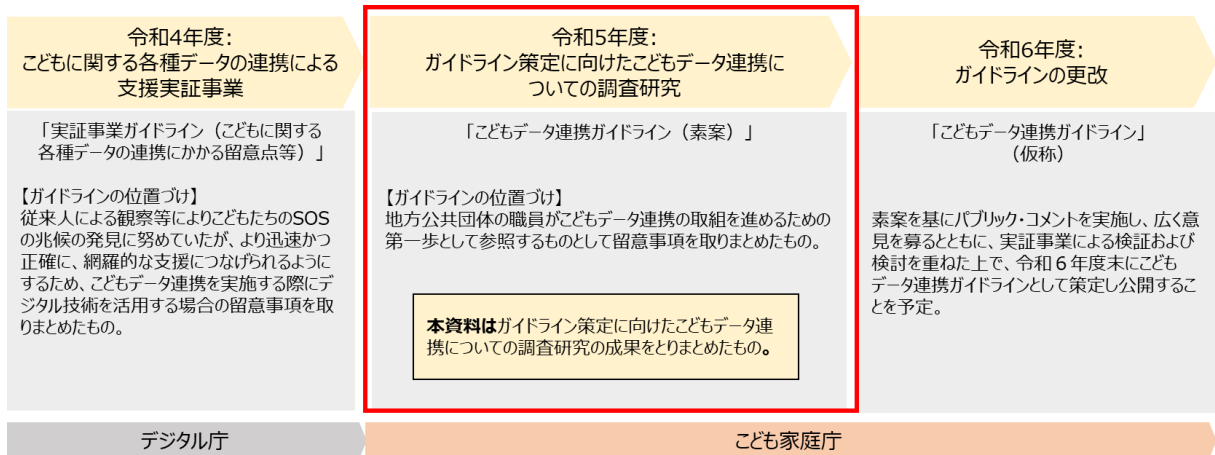 令和4年度:
こどもに関する各種データの連携による
支援実証事業
「実証事業ガイドライン（こどもに関する
各種データの連携にかかる留意点等）」
【ガイドラインの位置づけ】
従来人による観察等によりこどもたちのSOS
の兆候の発見に努めていたが、より迅速かつ
正確に、網羅的な支援につなげられるように
するため、こどもデータ連携を実施する際にデ
ジタル技術を活用する場合の留意事項を取
りまとめたもの。
デジタル庁
令和5年度:
ガイドライン策定に向けたこどもデータ連携に
ついての調査研究
「こどもデータ連携ガイドライン（素案）」
【ガイドラインの位置づけ】
地方公共団体の職員がこどもデータ連携の取組を進めるための
第一歩として参照するものとして留意事項を取りまとめたもの。
本資料はガイドライン策定に向けたこどもデータ連
携についての調査研究の成果をとりまとめたもの。
令和6年度:
ガイドラインの更改
「こどもデータ連携ガイドライン」
（仮称）
素案を基にパブリック・コメントを実施し、広く意
見を募るとともに、実証事業による検証および
検討を重ねた上で、令和６年度末にこども
データ連携ガイドラインとして策定し公開するこ
とを予定。
こども家庭庁